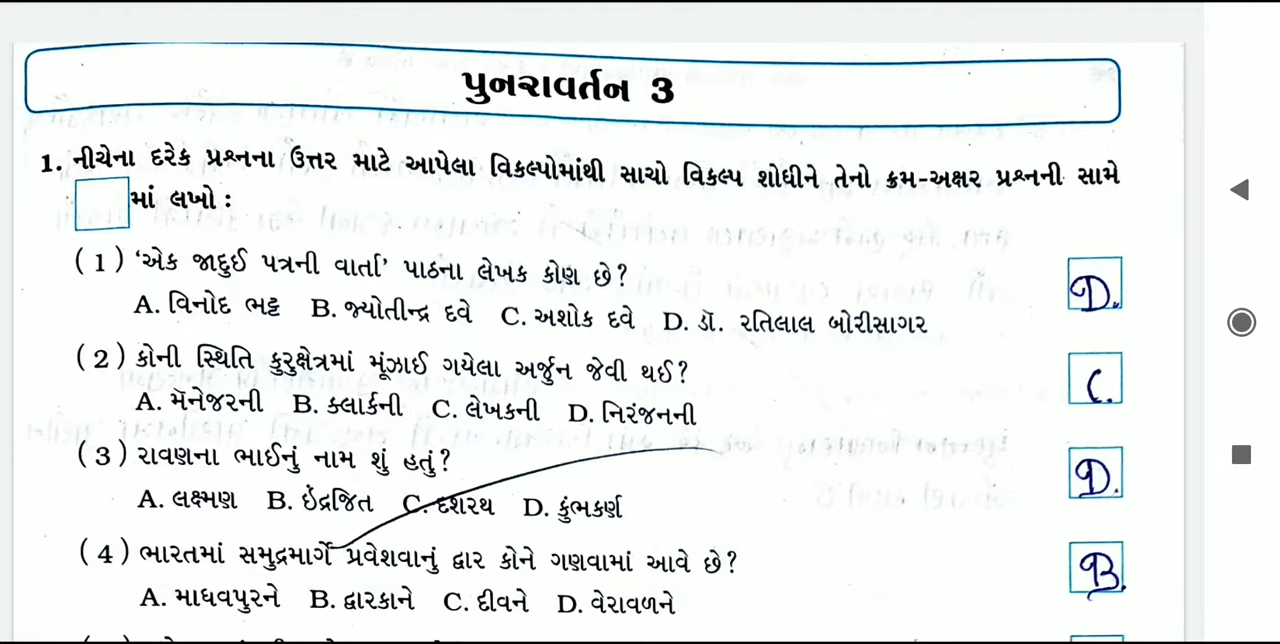 પુનરાવર્તન 3
1. નીચેના દરેક પ્રશ્નના ઉત્તર માટે આપેલા વિકલ્પોમાંથી સાચો વિકલ્પ શોધીને તેનો ક્રમ-અક્ષર પ્રશ્નની સામે
માં લખો :
(1) ‘એક જાદુઈ પત્રની વાર્તા’ પાઠના લેખક કોણ છે? D.
A. વિનોદ ભટ્ટ B. જ્યોતીન્દ્ર દવે C. અશોક દવે D. ડૉ. રતિલાલ બોરીસાગર
(2) કોની સ્થિતિ કુરુક્ષેત્રમાં મૂંઝાઈ ગયેલા અર્જુન જેવી થઈ? C.
A. મૅનેજરની B. ક્લાર્કની C. લેખકની D. નિરંજનની
(3) રાવણના ભાઈનું નામ શું હતું? D.
A. લક્ષ્મણ B. ઇંદ્રજિત C. દશરથ D. કુંભકર્ણ
(4) ભારતમાં સમુદ્રમાર્ગે પ્રવેશવાનું દ્વાર કોને ગણવામાં આવે છે? B.
A. માધવપુરને B. દ્વારકાને C. દીવને D. વેરાવળને